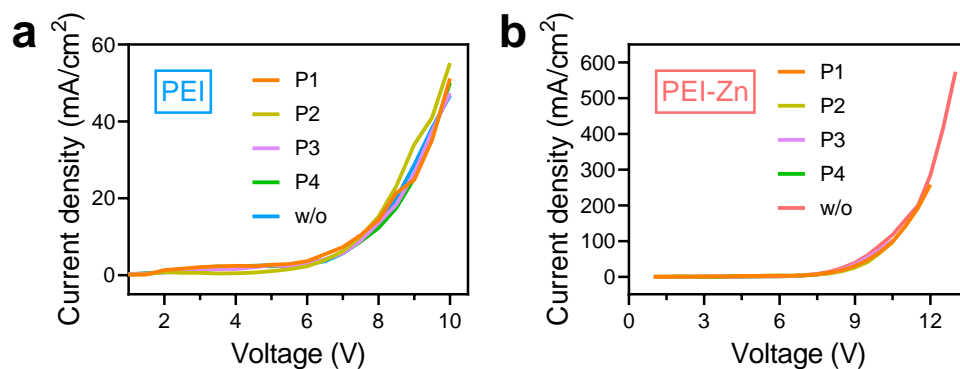 a
Current density (mA/cm²)
60
40
20
0
PEI
P1
P2
P3
P4
w/o
2
4
6
8
10
Voltage (V)
b
Current density (mA/cm²)
600
500
400
300
200
100
0
PEI-Zn
P1
P2
P3
P4
w/o
0
3
6
9
12
Voltage (V)